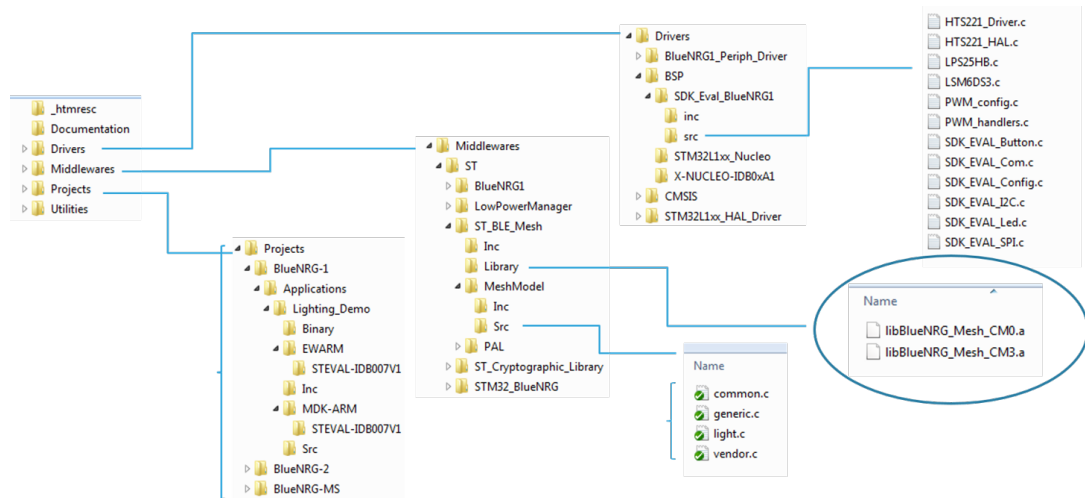 _htmresc
Documentation
Drivers
Middlewares
Projects
Utilities
Projects
BlueNRG-1
Applications
Lighting_Demo
Binary
EWARM
STEVAL-IDB007V1
Inc
MDK-ARM
STEVAL-IDB007V1
Src
BlueNRG-2
BlueNRG-MS
Middlewares
ST
BlueNRG1
LowPowerManager
ST_BLE_Mesh
Inc
Library
MeshModel
Inc
Src
PAL
ST_Cryptographic_Library
STM32_BlueNRG
Drivers
BlueNRG1_Periph_Driver
BSP
SDK_Eval_BlueNRG1
inc
src
STM32L1xx_Nucleo
X-NUCLEO-IDB0xA1
CMSIS
STM32L1xx_HAL_Driver
Name
common.c
generic.c
light.c
vendor.c
HTS221_Driver.c
HTS221_HAL.c
LPS25HB.c
LSM6DS3.c
PWM_config.c
PWM_handlers.c
SDK_EVAL_Button.c
SDK_EVAL_Com.c
SDK_EVAL_Config.c
SDK_EVAL_I2C.c
SDK_EVAL_Led.c
SDK_EVAL_SPI.c
Name
libBlueNRG_Mesh_CM0.a
libBlueNRG_Mesh_CM3.a